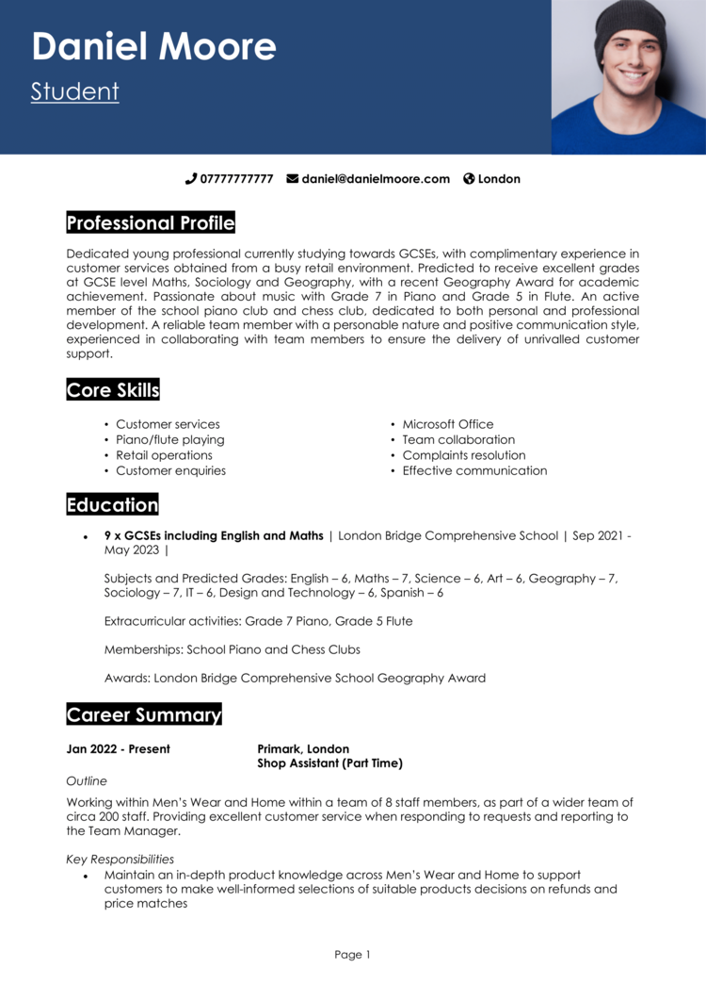 Daniel Moore
Student
07777777777 daniel@danielmoore.com London
Professional Profile
Dedicated young professional currently studying towards GCSEs, with complimentary experience in
customer services obtained from a busy retail environment. Predicted to receive excellent grades
at GCSE level Maths, Sociology and Geography, with a recent Geography Award for academic
achievement. Passionate about music with Grade 7 in Piano and Grade 5 in Flute. An active
member of the school piano club and chess club, dedicated to both personal and professional
development. A reliable team member with a personable nature and positive communication style,
experienced in collaborating with team members to ensure the delivery of unrivalled customer
support.
Core Skills
• Customer services
• Piano/flute playing
• Retail operations
• Customer enquiries
• Microsoft Office
• Team collaboration
• Complaints resolution
• Effective communication
Education
• 9 x GCSEs including English and Maths | London Bridge Comprehensive School | Sep 2021 -
May 2023 |
Subjects and Predicted Grades: English – 6, Maths – 7, Science – 6, Art – 6, Geography – 7,
Sociology – 7, IT – 6, Design and Technology – 6, Spanish – 6
Extracurricular activities: Grade 7 Piano, Grade 5 Flute
Memberships: School Piano and Chess Clubs
Awards: London Bridge Comprehensive School Geography Award
Career Summary
Jan 2022 - Present Primark, London
Shop Assistant (Part Time)
Outline
Working within Men's Wear and Home within a team of 8 staff members, as part of a wider team of
circa 200 staff. Providing excellent customer service when responding to requests and reporting to
the Team Manager.
Key Responsibilities
• Maintain an in-depth product knowledge across Men's Wear and Home to support
customers to make well-informed selections of suitable products decisions on refunds and
price matches
Page 1